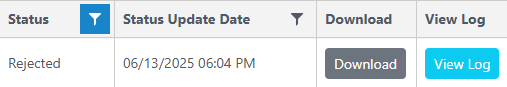 Status Status Update Date Download View Log
Rejected 06/13/2025 06:04 PM Download View Log